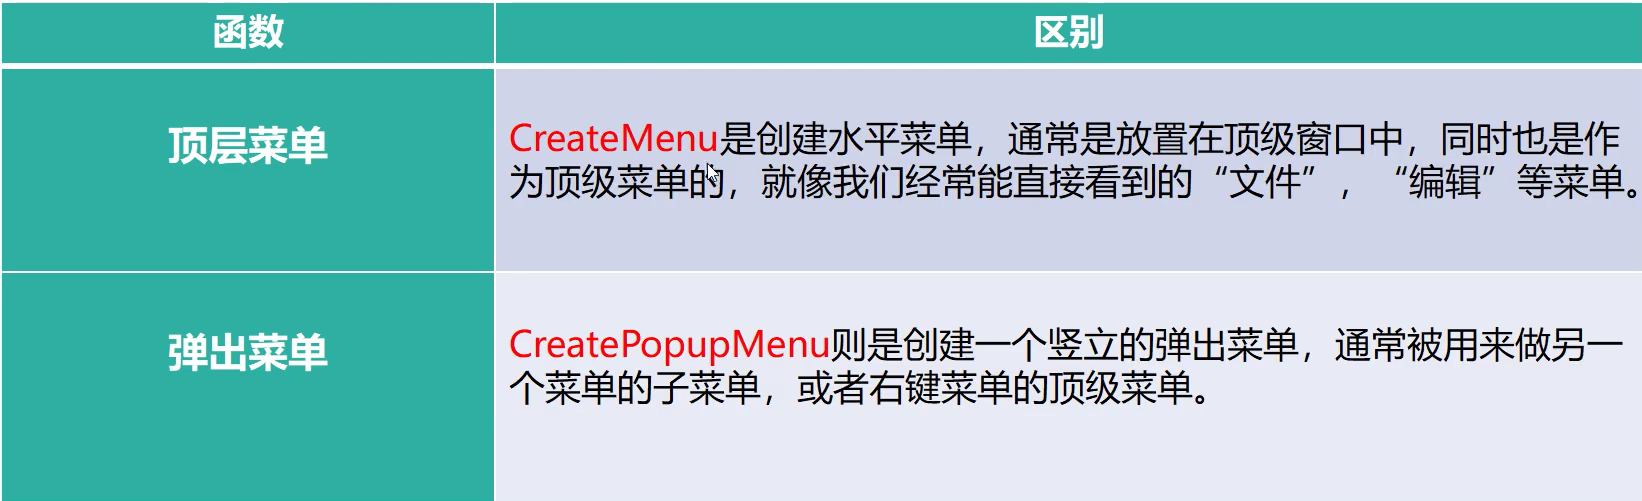 函数
区别
顶层菜单
CreateMenu是创建水平菜单，通常是放置在顶级窗口中，同时也是作
为顶级菜单的，就像我们经常能直接看到的“文件”，“编辑”等菜单。
弹出菜单
CreatePopupMenu则是创建一个竖立的弹出菜单，通常被用来做另一
个菜单的子菜单，或者右键菜单的顶级菜单。